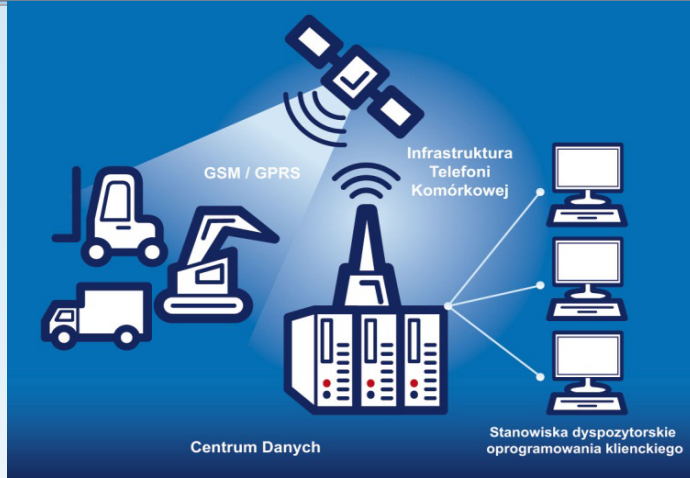 GSM / GPRS
Infrastruktura
Telefoni
Komórkowej
Centrum Danych
Stanowiska dyspozytorskie
oprogramowania klienckiego